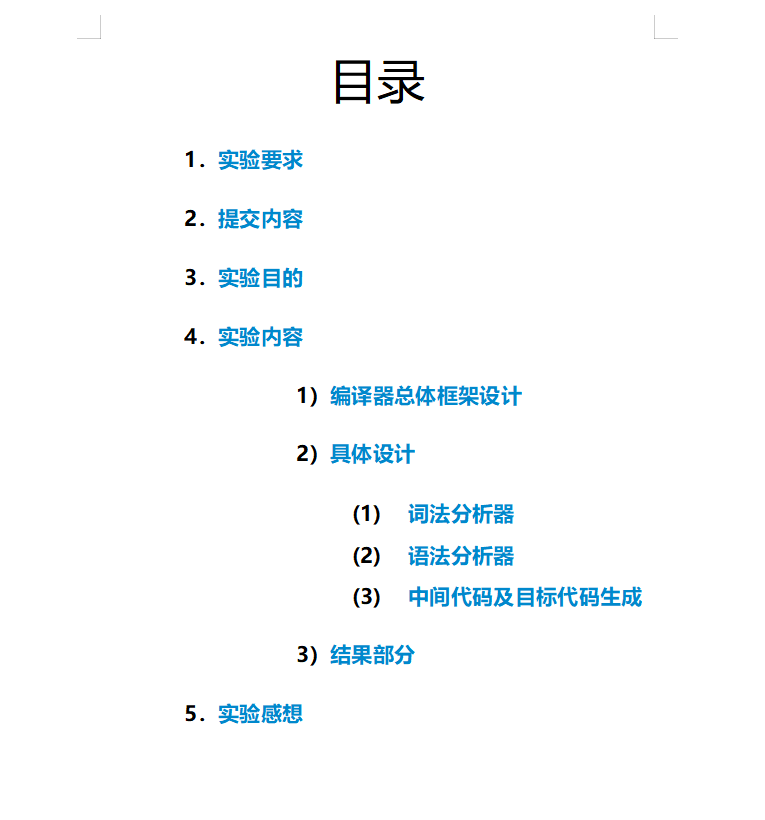 目录
1. 实验要求
2. 提交内容
3. 实验目的
4. 实验内容
1) 编译器总体框架设计
2) 具体设计
(1) 词法分析器
(2) 语法分析器
(3) 中间代码及目标代码生成
3) 结果部分
5. 实验感想